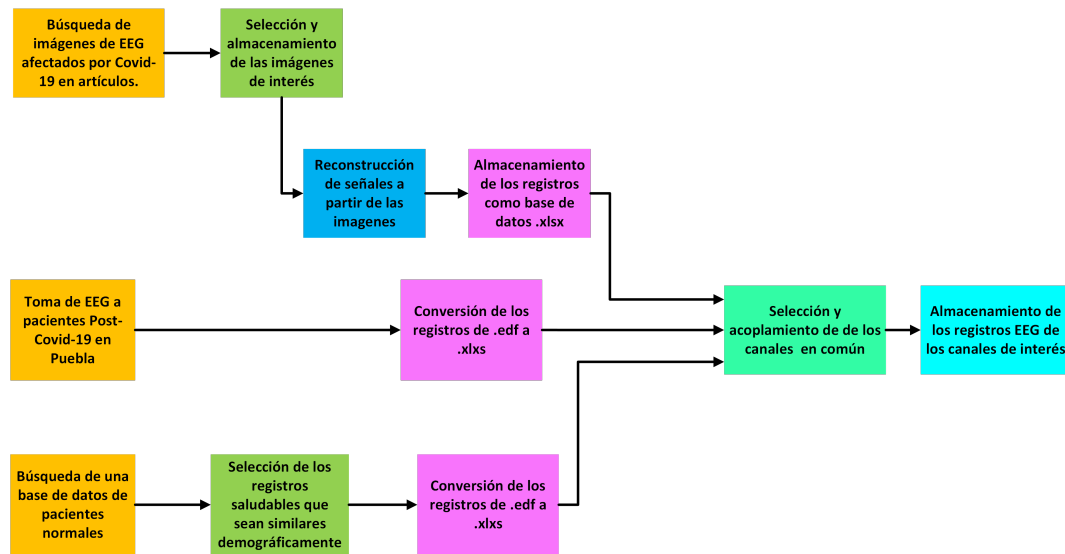 Búsqueda de
imágenes de EEG
afectados por Covid-
19 en artículos.
Selección y
almacenamiento
de las imágenes
de interés
Reconstrucción
de señales a
partir de las
imagenes
Almacenamiento
de los registros
como base de
datos .xlsx
Toma de EEG a
pacientes Post-
Covid-19 en
Puebla
Conversión de los
registros de .edf a
.xlxs
Selección y
acoplamiento de de los
canales en común
Almacenamiento de
los registros EEG de
los canales de interés
Búsqueda de una
base de datos de
pacientes
normales
Selección de los
registros
saludables que
sean similares
demográficamente
Conversión de los
registros de .edf a
.xlxs